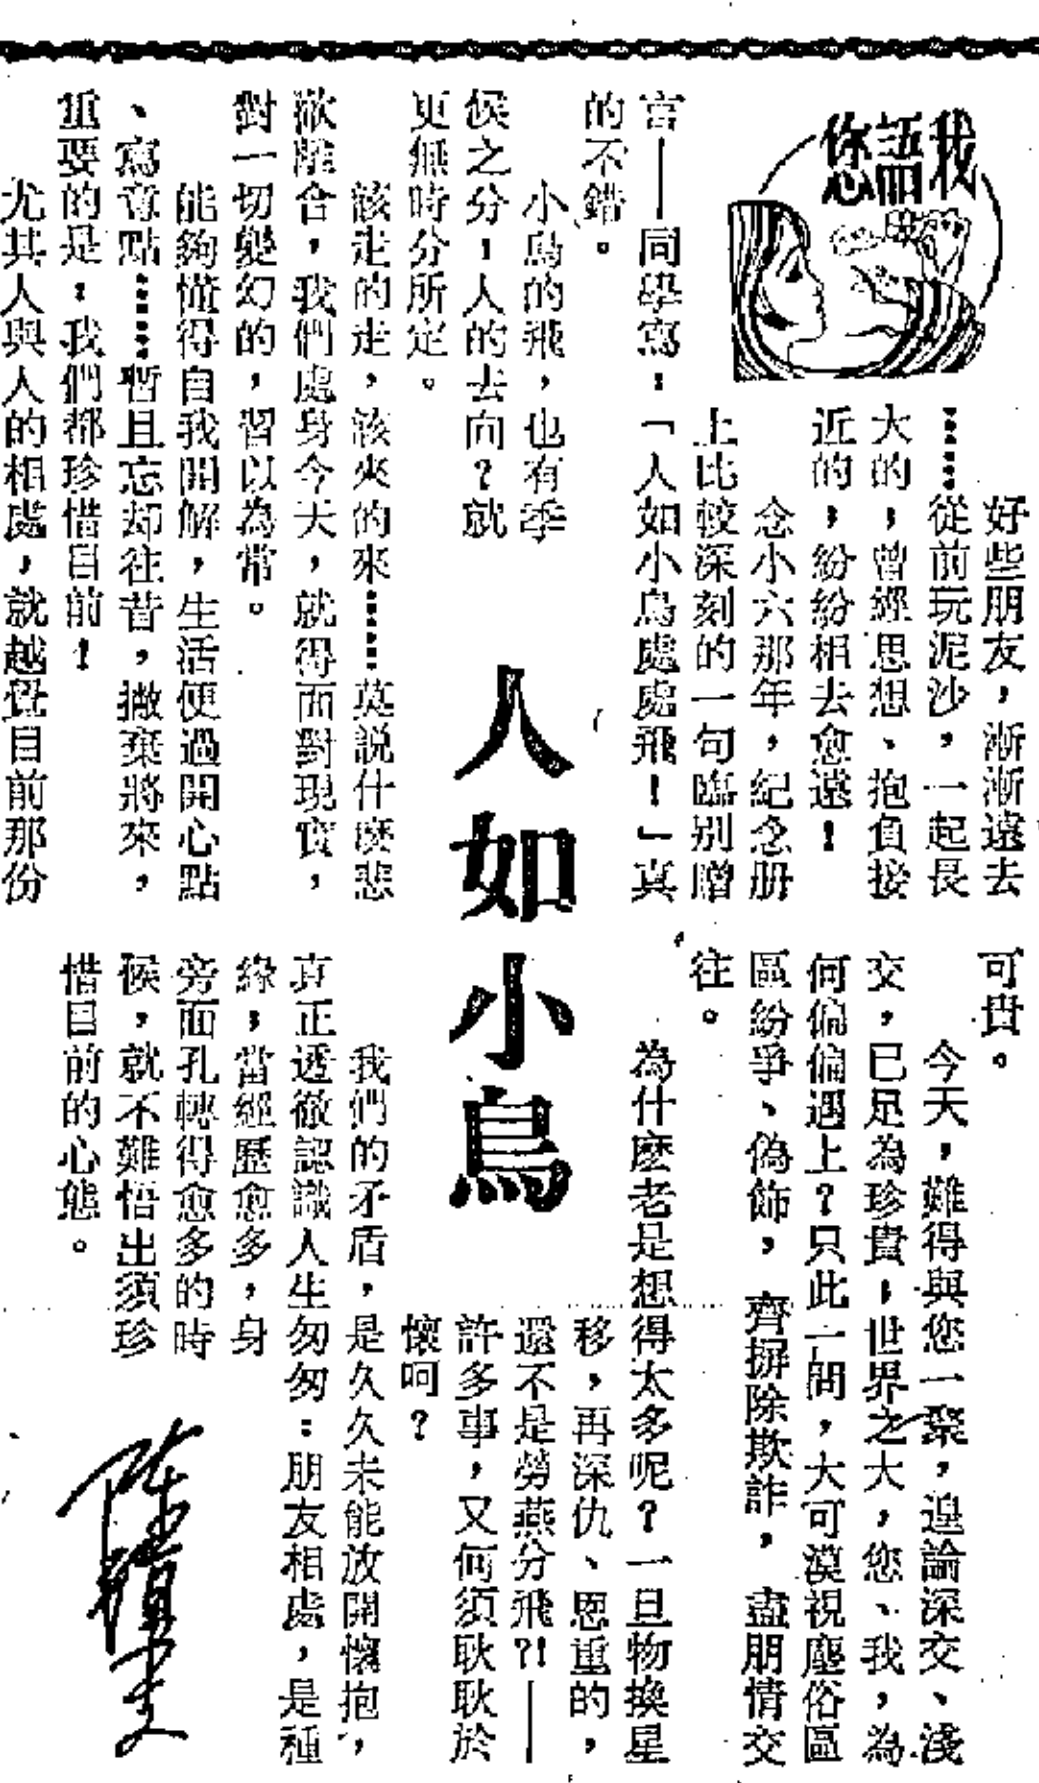 我語您
人如小鳥
好些朋友，漸漸遠去
……從前玩泥沙，一起長
大的，曾經思想、抱負接
近的，紛紛相去愈遠！
念小六那年，紀念册
上比較深刻的一句臨别贈
言——同學寫：「人如小鳥處處飛！」真
的不錯。
小鳥的飛，也有季
候之分，人的去向？就
更無時分所定。
該走的走，該來的來……莫説什麼悲
歡離合，我們處身今天，就得面對現實，
對一切變幻的，習以為常。
能夠懂得自我開解，生活便過開心點
、寫意點……暫且忘却往昔，撇棄將來，
重要的是：我們都珍惜目前！
尤其人與人的相處，就越覺目前那份
可貴。
今天，難得與您一聚，遑論深交、淺
交，已足為珍貴；世界之大，您、我，為
何偏偏遇上？只此一問，大可漠視塵俗區
區紛爭、偽飾，齊摒除欺詐，盡朋情交
往。
為什麼老是想得太多呢？一旦物換星
移，再深仇、恩重的，
還不是勞燕分飛?!——
許多事，又何須耿耿於
懷呵？
我們的矛盾，是久久未能放開懷抱，
真正透徹認識人生匆匆：朋友相處，是種
緣，當經歷愈多，身
旁面孔轉得愈多的時
候，就不難悟出須珍
惜目前的心態。